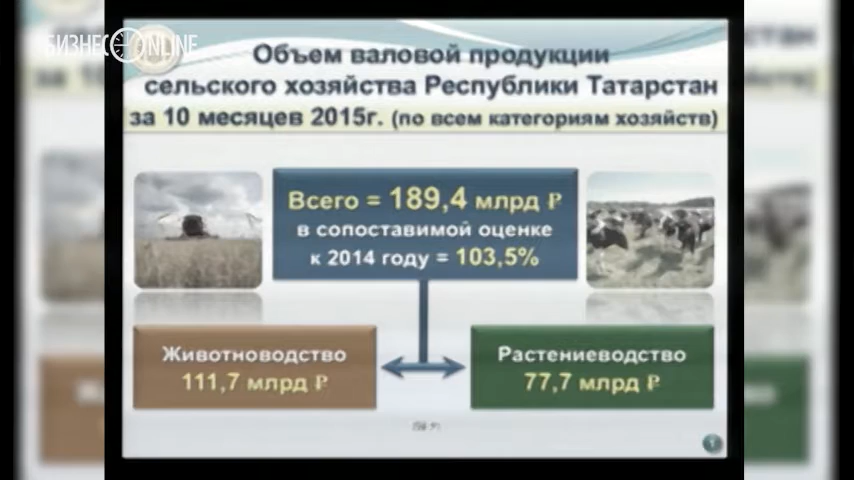 БИЗНЕС ONLINE
Объем валовой продукции
сельского хозяйства Республики Татарстан
за 10 месяцев 2015г. (по всем категориям хозяйств)
Всего = 189,4 млрд ₽
в сопоставимой оценке
к 2014 году = 103,5%
Животноводство
111,7 млрд ₽
Растениеводство
77,7 млрд ₽
1